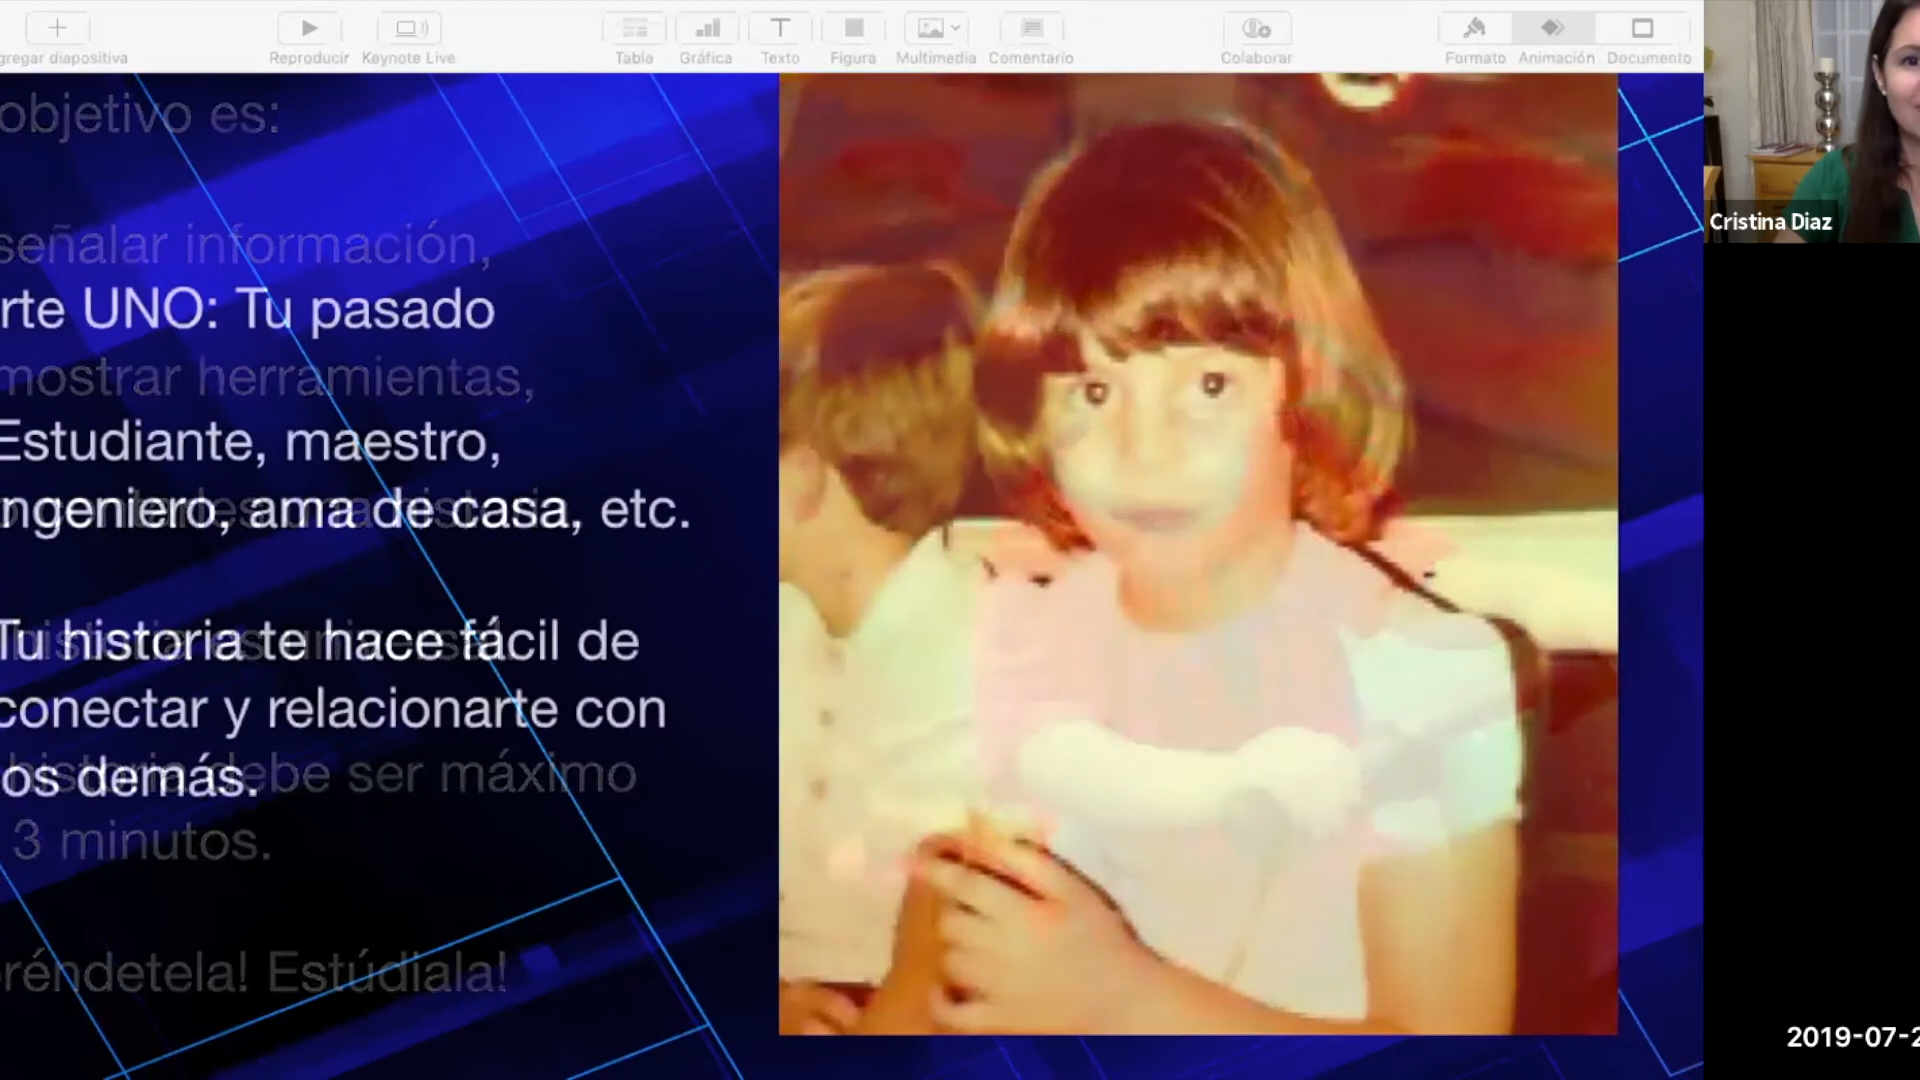 gregar diapositiva
Reproducir
Keynote Live
Tabla
Gráfica
Texto
Figura
Multimedia
Comentario
Colaborar
Formato
Animación
Documento
objetivo es:
señalar información,
rte UNO: Tu pasado
mostrar herramientas,
Estudiante, maestro,
ngeniero, ama de casa, etc.
Tu historia te hace fácil de
conectar y relacionarte con
os demás.
historia debe ser máximo
3 minutos.
réndetela! Estúdiala!
Cristina Diaz
2019-07-2